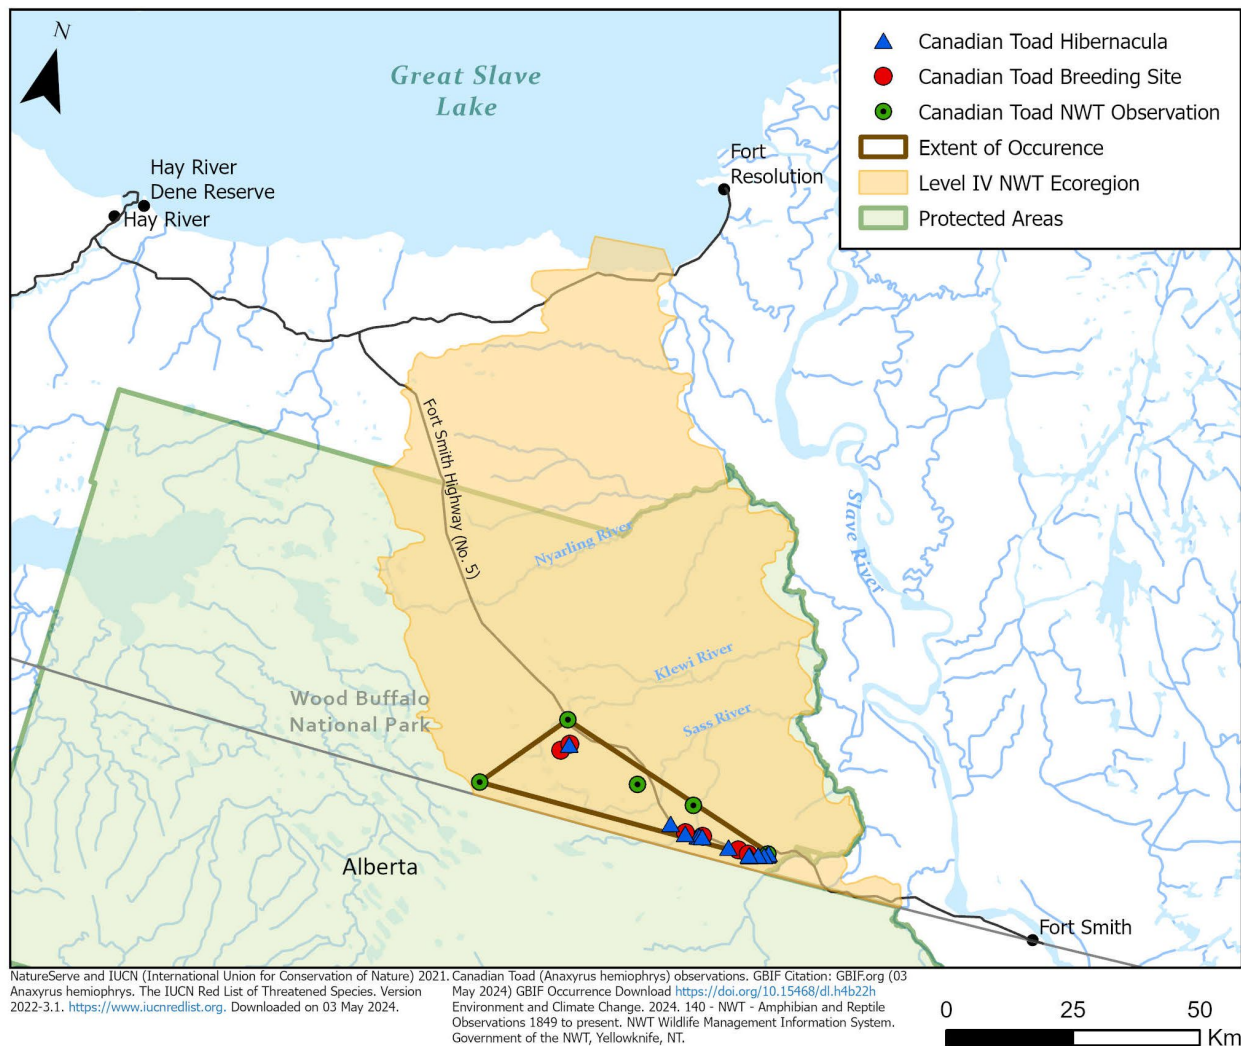 N
Great Slave
Lake
Canadian Toad Hibernacula
Canadian Toad Breeding Site
Canadian Toad NWT Observation
Extent of Occurence
Level IV NWT Ecoregion
Protected Areas
Hay River
Dene Reserve
Hay River
Fort
Resolution
Fort Smith Highway (No. 5)
Nyarling River
Slave River
Klewi River
Sass River
Wood Buffalo
National Park
Alberta
Fort Smith
NatureServe and IUCN (International Union for Conservation of Nature) 2021.
Anaxyrus hemiophrys. The IUCN Red List of Threatened Species. Version
2022-3.1. https://www.iucnredlist.org. Downloaded on 03 May 2024.
Canadian Toad (Anaxyrus hemiophrys) observations. GBIF Citation: GBIF.org (03
May 2024) GBIF Occurrence Download https://doi.org/10.15468/dl.h4b22h
Environment and Climate Change. 2024. 140 - NWT - Amphibian and Reptile
Observations 1849 to present. NWT Wildlife Management Information System.
Government of the NWT, Yellowknife, NT.
0 25 50
Km